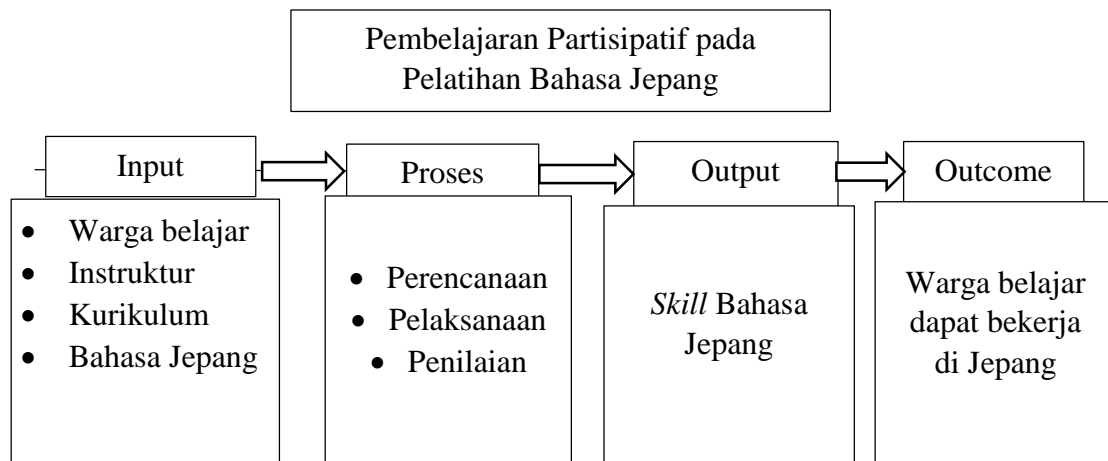 Pembelajaran Partisipatif pada
Pelatihan Bahasa Jepang
Input
• Warga belajar
• Instruktur
• Kurikulum
• Bahasa Jepang
Proses
• Perencanaan
• Pelaksanaan
• Penilaian
Output
Skill Bahasa
Jepang
Outcome
Warga belajar
dapat bekerja
di Jepang